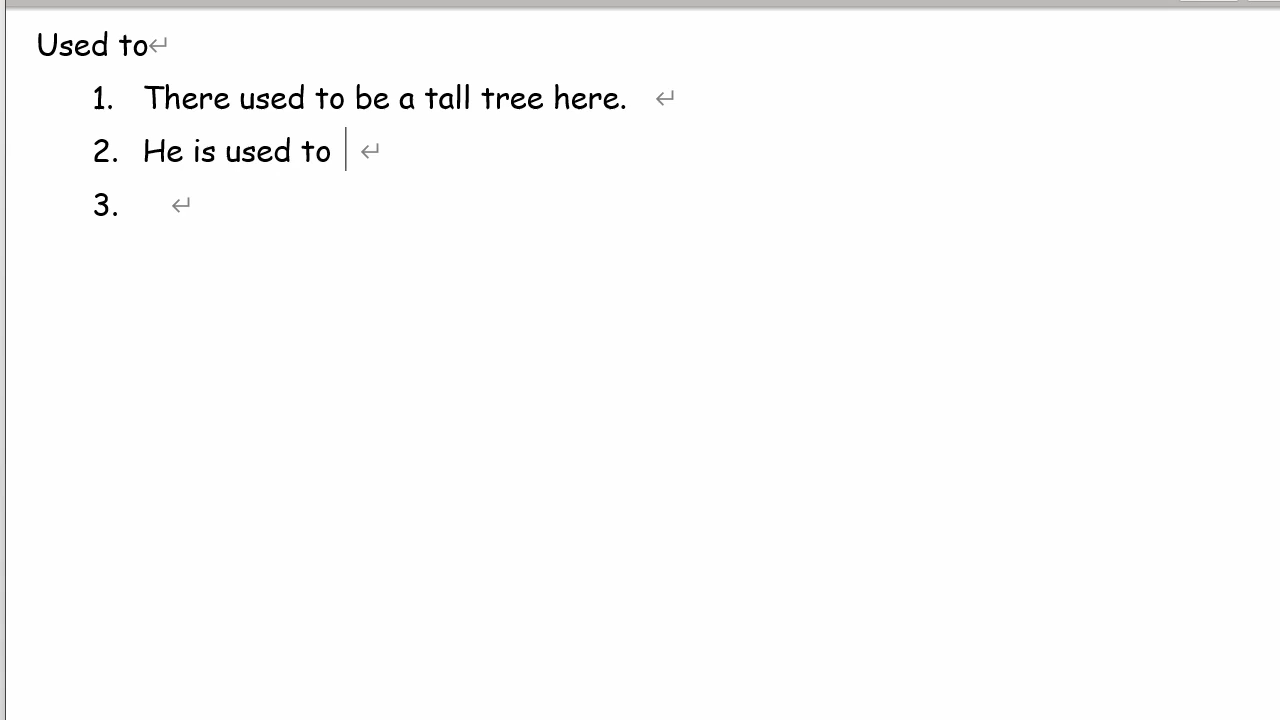 Used to
1. There used to be a tall tree here.
2. He is used to
3.